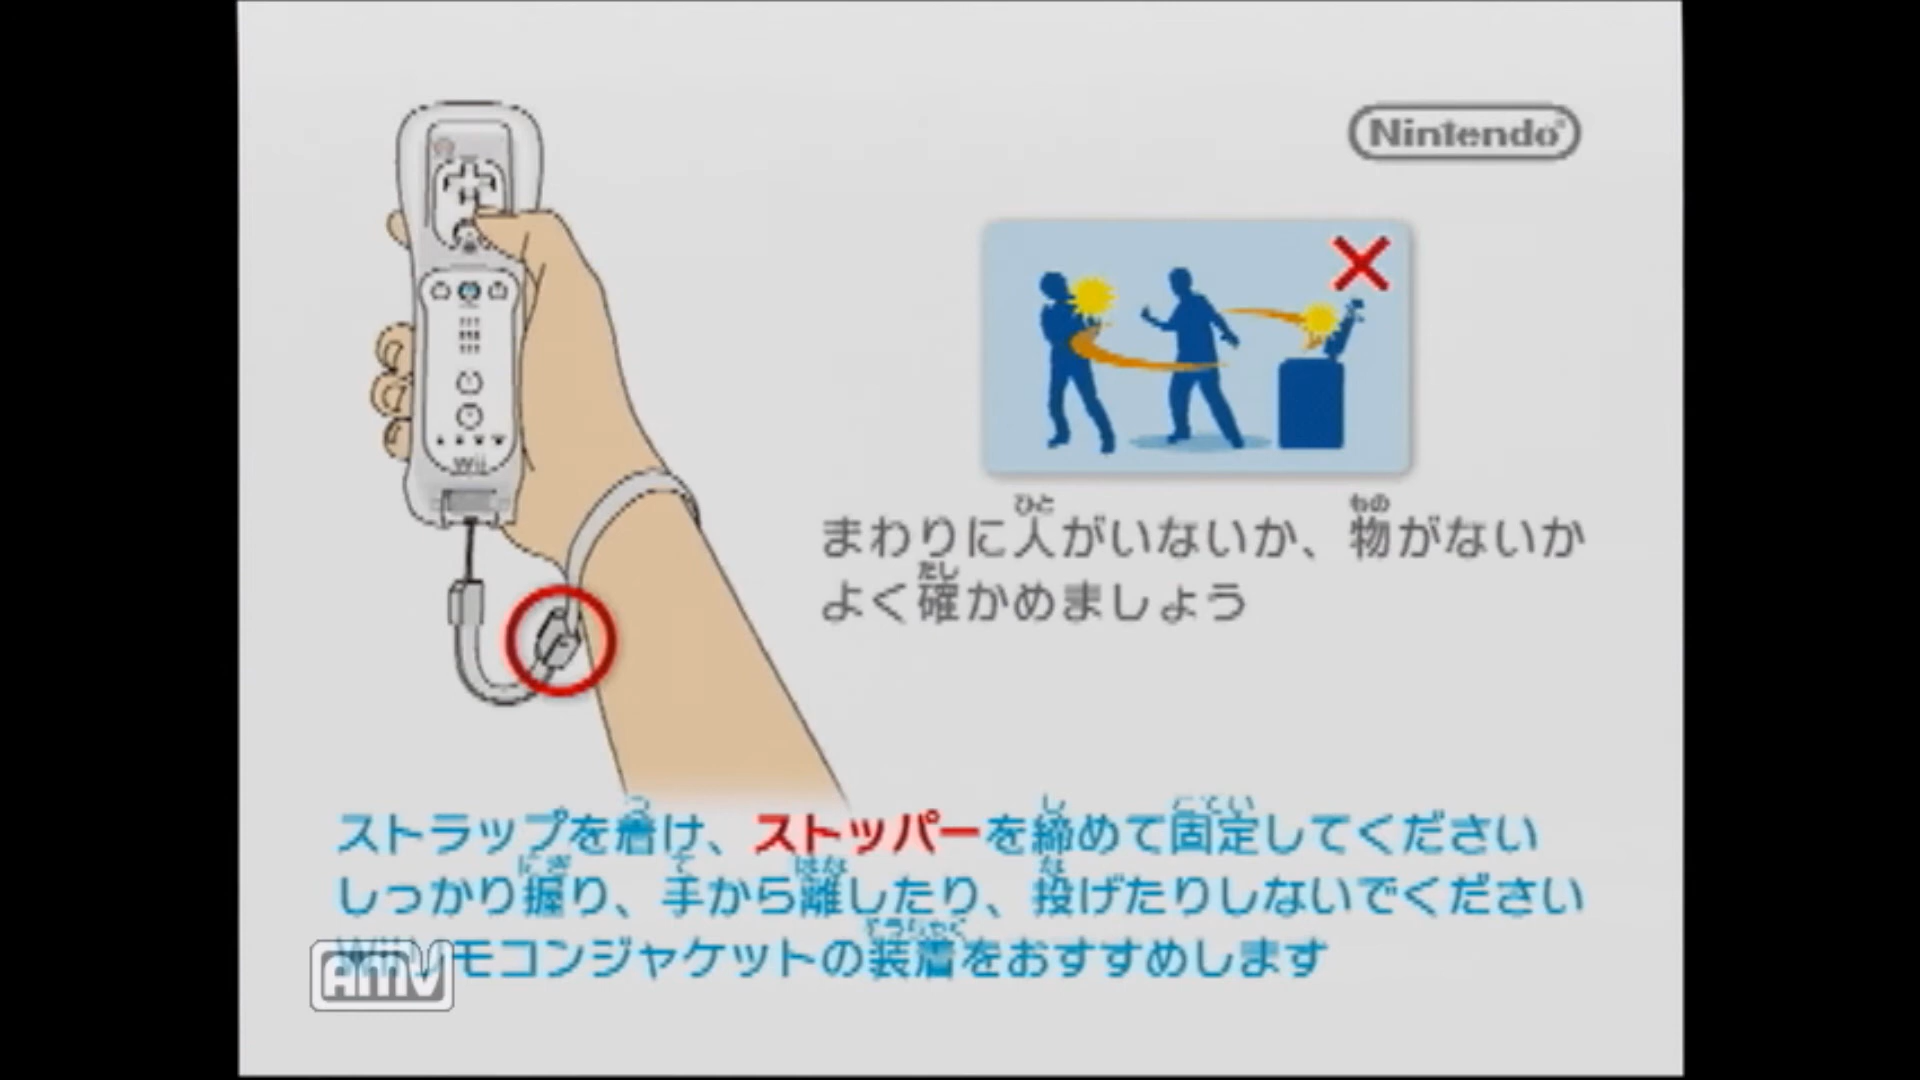 Nintendo®
まわりに人がいないか、物がないか
よく確かめましょう
ストラップを着け、ストッパーを締めて固定してください
しっかり握り、手から離したり、投げたりしないでください
モコンジャケットの装着をおすすめします
AMV
Wii